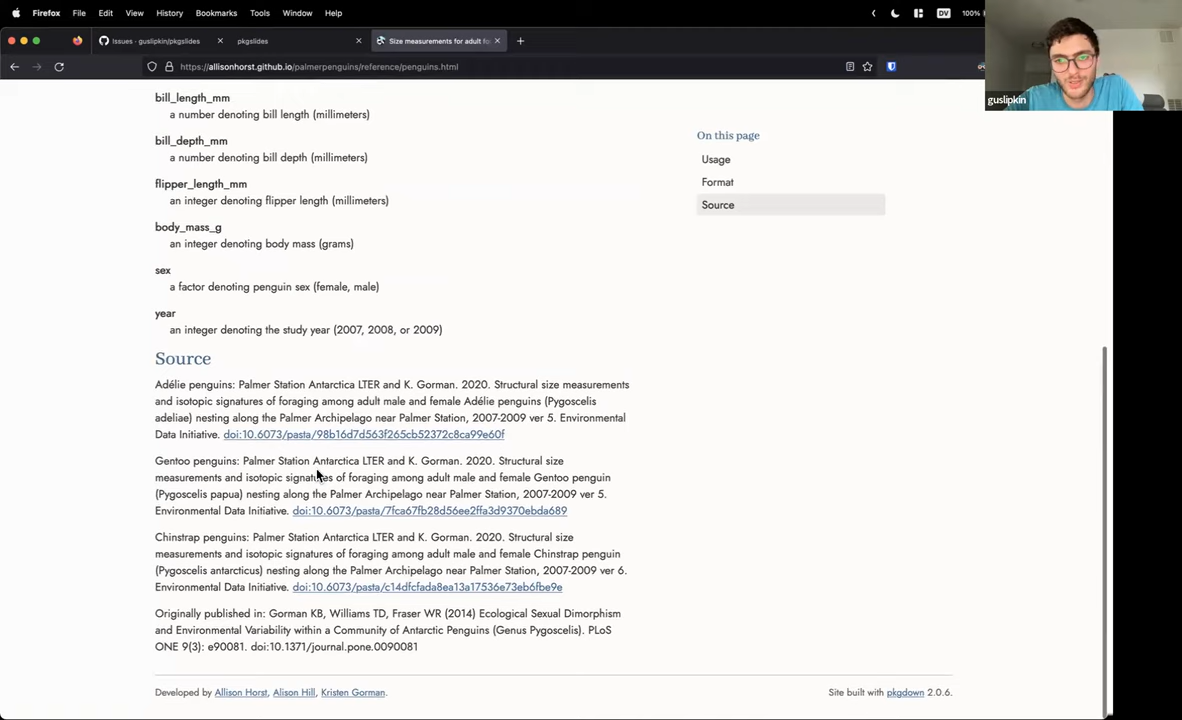 Firefox File Edit View History Bookmarks Tools Window Help DV 100%
Issues · guslipkin/pkgslides
pkgslides
Size measurements for adult fo
https://allisonhorst.github.io/palmerpenguins/reference/penguins.html
guslipkin
bill_length_mm
a number denoting bill length (millimeters)
bill_depth_mm
a number denoting bill depth (millimeters)
flipper_length_mm
an integer denoting flipper length (millimeters)
body_mass_g
an integer denoting body mass (grams)
sex
a factor denoting penguin sex (female, male)
year
an integer denoting the study year (2007, 2008, or 2009)
On this page
Usage
Format
Source
Source
Adélie penguins: Palmer Station Antarctica LTER and K. Gorman. 2020. Structural size measurements
and isotopic signatures of foraging among adult male and female Adélie penguins (Pygoscelis
adeliae) nesting along the Palmer Archipelago near Palmer Station, 2007-2009 ver 5. Environmental
Data Initiative. doi:10.6073/pasta/98b16d7d563f265cb52372c8ca99e60f
Gentoo penguins: Palmer Station Antarctica LTER and K. Gorman. 2020. Structural size
measurements and isotopic signatures of foraging among adult male and female Gentoo penguin
(Pygoscelis papua) nesting along the Palmer Archipelago near Palmer Station, 2007-2009 ver 5.
Environmental Data Initiative. doi:10.6073/pasta/7fca67fb28d56ee2ffa3d9370ebda689
Chinstrap penguins: Palmer Station Antarctica LTER and K. Gorman. 2020. Structural size
measurements and isotopic signatures of foraging among adult male and female Chinstrap penguin
(Pygoscelis antarcticus) nesting along the Palmer Archipelago near Palmer Station, 2007-2009 ver 6.
Environmental Data Initiative. doi:10.6073/pasta/c14dfcfada8ea13a17536e73eb6fbe9e
Originally published in: Gorman KB, Williams TD, Fraser WR (2014) Ecological Sexual Dimorphism
and Environmental Variability within a Community of Antarctic Penguins (Genus Pygoscelis). PLoS
ONE 9(3): e90081. doi:10.1371/journal.pone.0090081
Developed by Allison Horst, Alison Hill, Kristen Gorman.
Site built with pkgdown 2.0.6.